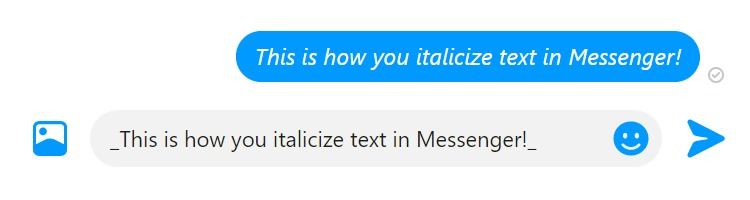 This is how you italicize text in Messenger!
_This is how you italicize text in Messenger!_